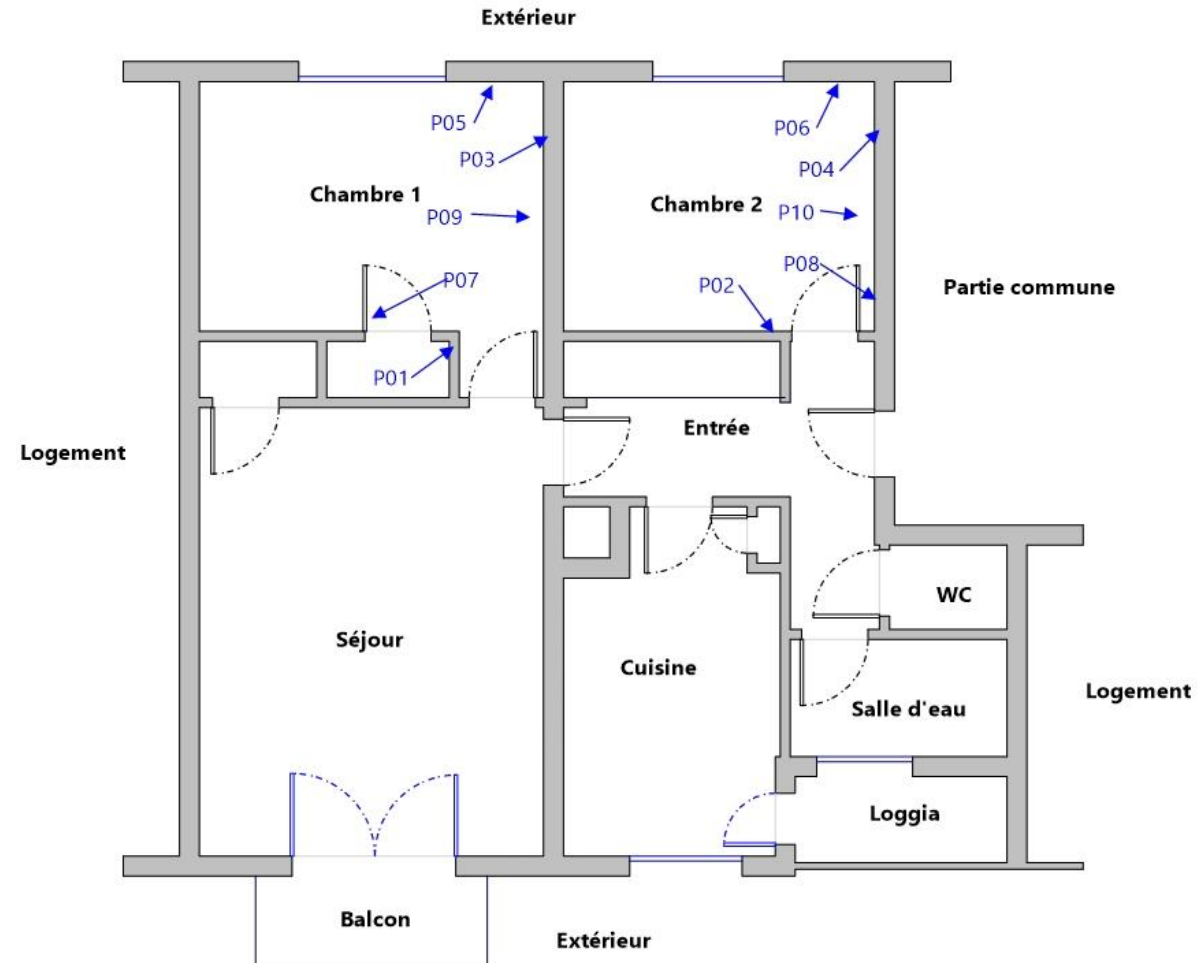 Extérieur
P05
P06
P03
P04
Chambre 1
Chambre 2
P09
P10
P07
P08
P02
Partie commune
P01
Entrée
Logement
WC
Séjour
Cuisine
Logement
Salle d'eau
Loggia
Balcon
Extérieur